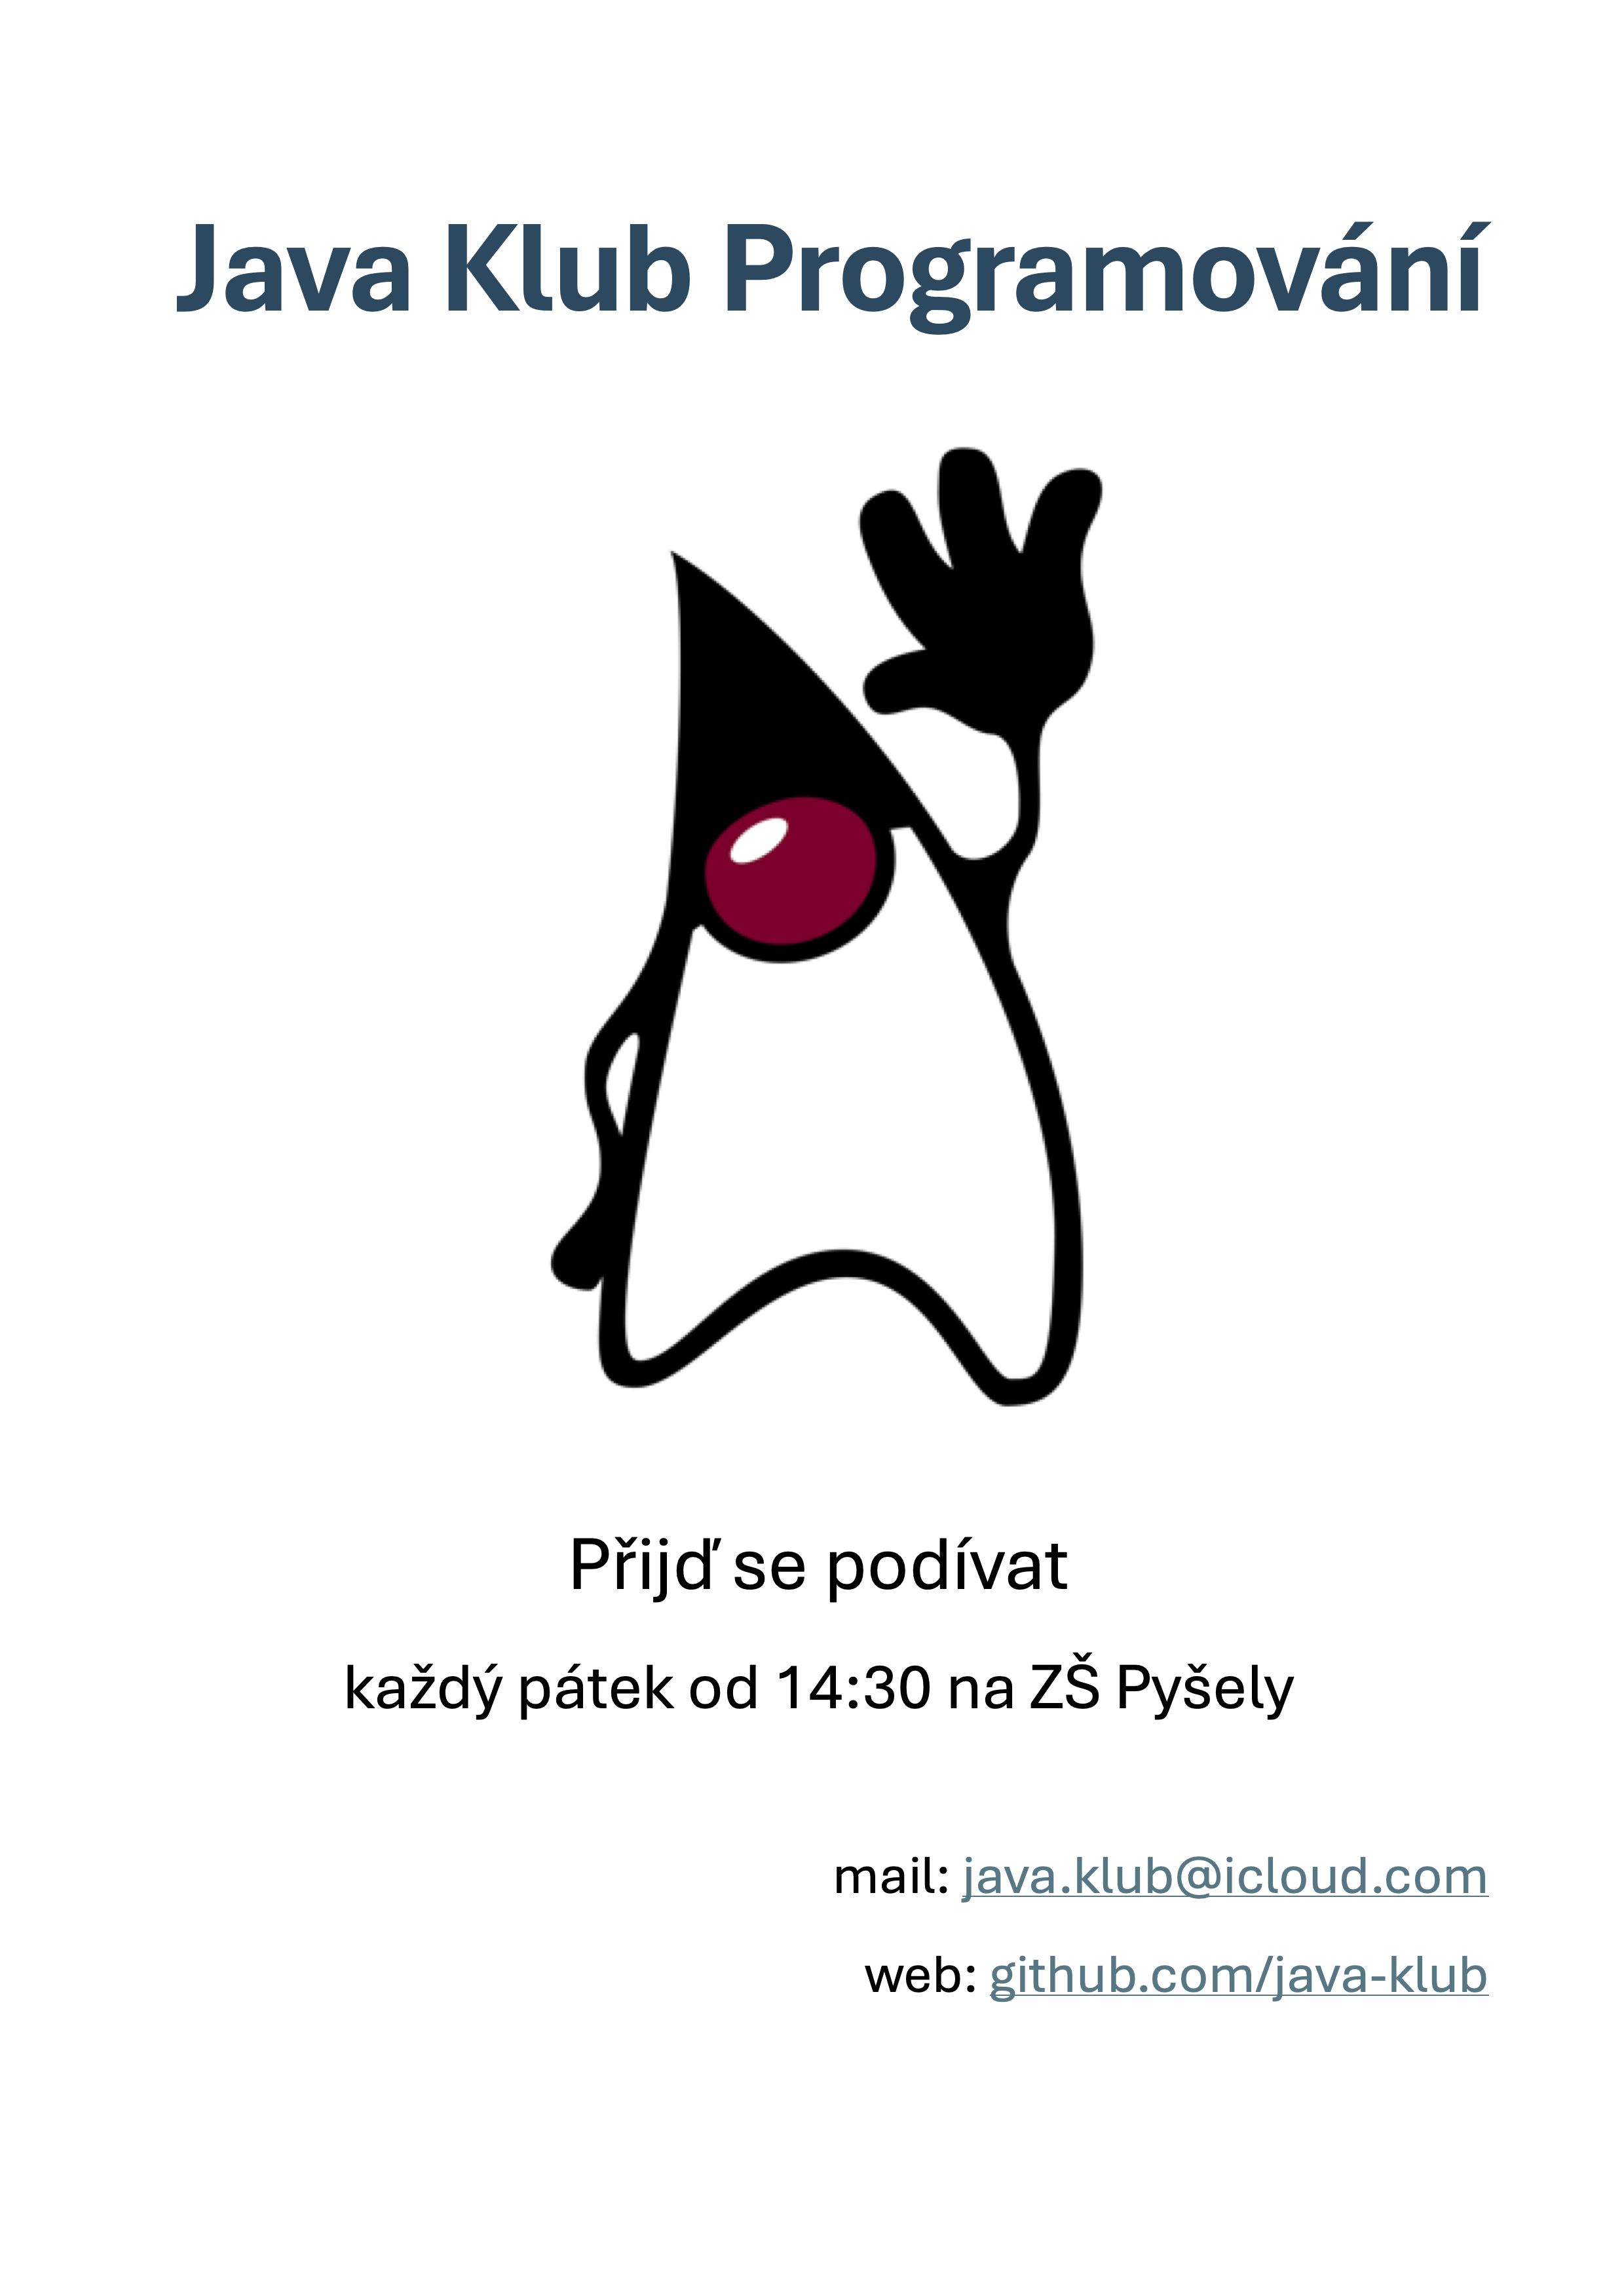 Java Klub Programování
Přijď se podívat
každý pátek od 14:30 na ZŠ Pyšely
mail: java.klub@icloud.com
web: github.com/java-klub